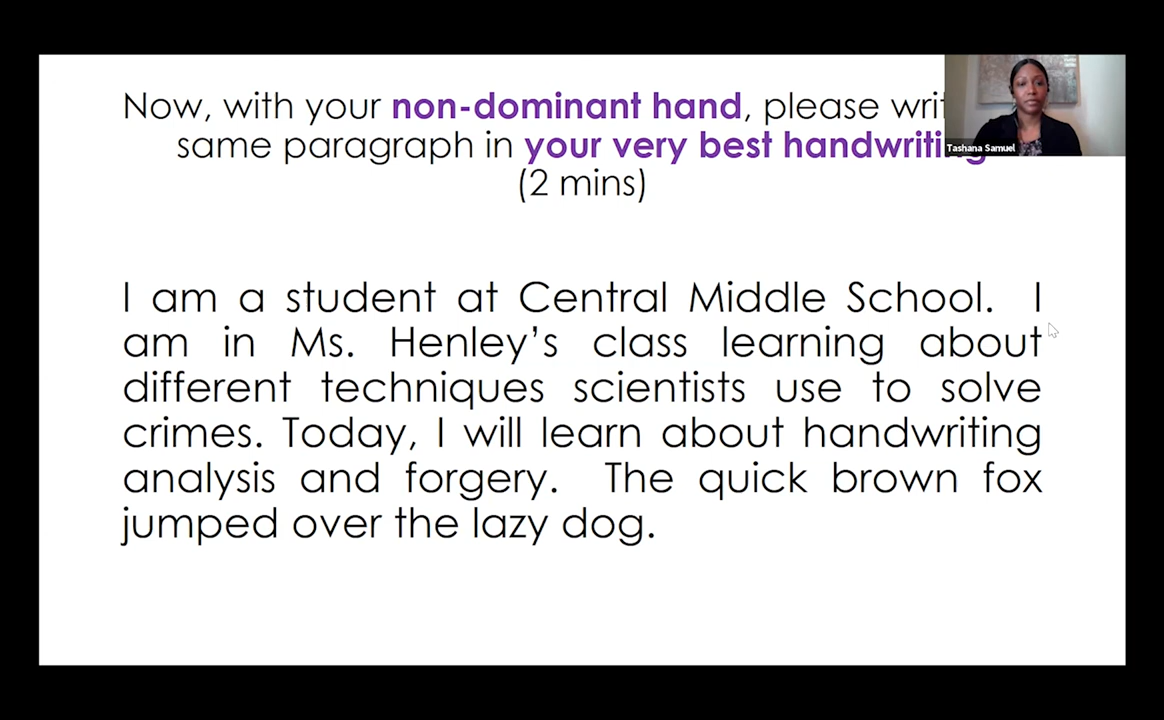 Now, with your non-dominant hand, please
same paragraph in your very best
(2 mins)
Tashana Samuel
I am a student at Central Middle School. I
am in Ms. Henley's class learning about
different techniques scientists use to solve
crimes. Today, I will learn about handwriting
analysis and forgery. The quick brown fox
jumped over the lazy dog.